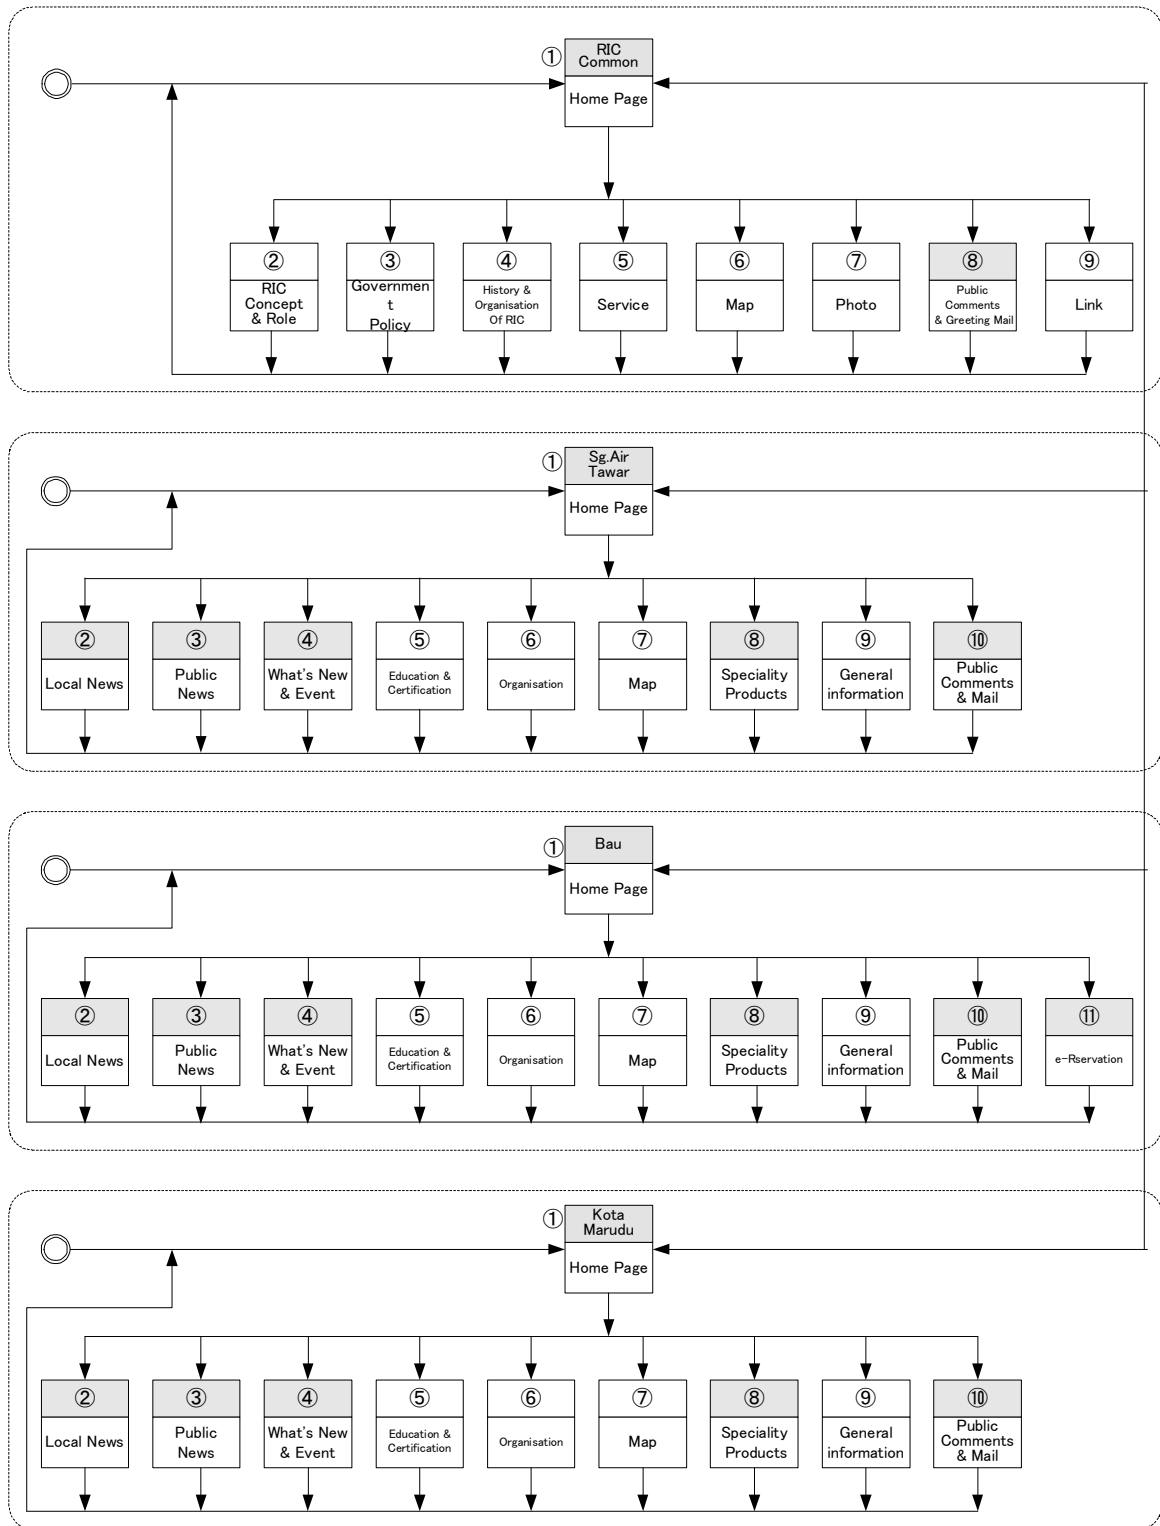 ①
RIC
Common
Home Page
②
RIC
Concept
& Role
③
Governmen
t
Policy
④
History &
Organisation
Of RIC
⑤
Service
⑥
Map
⑦
Photo
⑧
Public
Comments
& Greeting Mail
⑨
Link
①
Sg.Air
Tawar
Home Page
②
Local News
③
Public
News
④
What's New
& Event
⑤
Education &
Certification
⑥
Organisation
⑦
Map
⑧
Speciality
Products
⑨
General
information
⑩
Public
Comments
& Mail
①
Bau
Home Page
②
Local News
③
Public
News
④
What's New
& Event
⑤
Education &
Certification
⑥
Organisation
⑦
Map
⑧
Speciality
Products
⑨
General
information
⑩
Public
Comments
& Mail
⑪
e-Rservation
①
Kota
Marudu
Home Page
②
Local News
③
Public
News
④
What's New
& Event
⑤
Education &
Certification
⑥
Organisation
⑦
Map
⑧
Speciality
Products
⑨
General
information
⑩
Public
Comments
& Mail